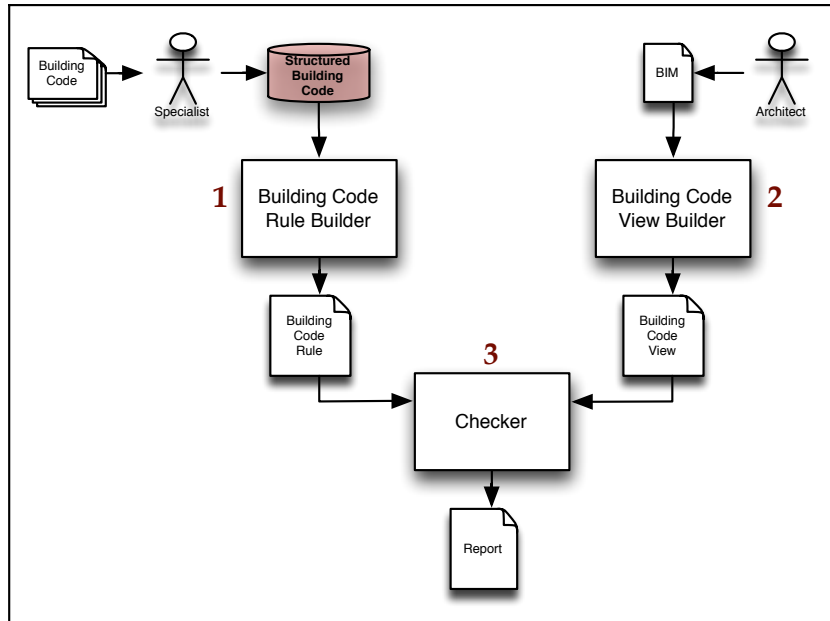 Building
Code
Specialist
Structured
Building
Code
BIM
Architect
1
Building Code
Rule Builder
Building Code
View Builder
2
Building
Code
Rule
Building
Code
View
3
Checker
Report